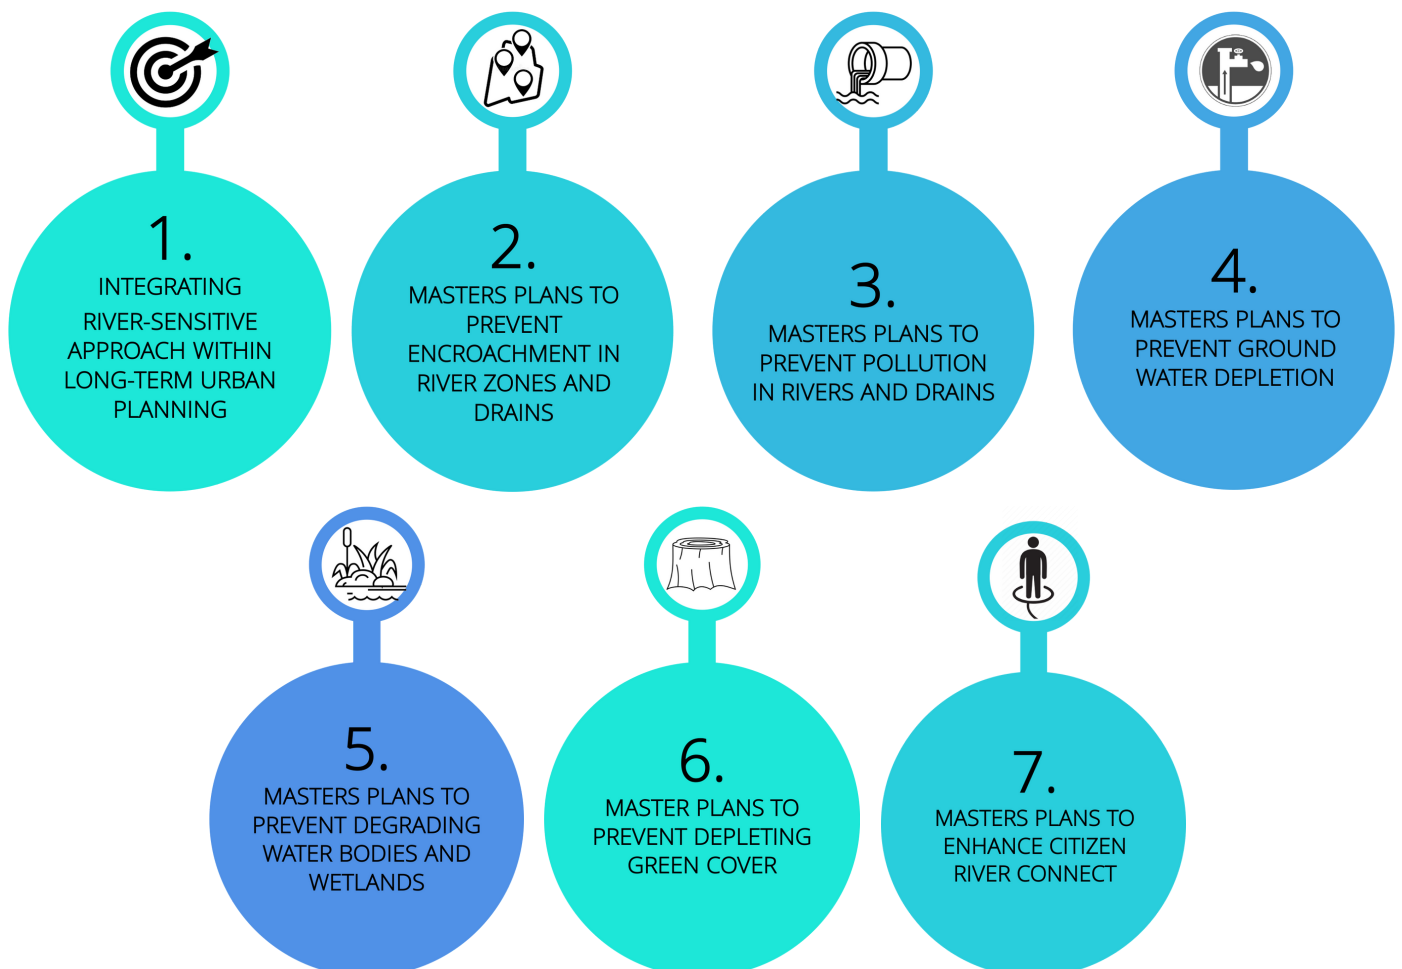 1.
INTEGRATING
RIVER-SENSITIVE
APPROACH WITHIN
LONG-TERM URBAN
PLANNING
2.
MASTERS PLANS TO
PREVENT
ENCROACHMENT IN
RIVER ZONES AND
DRAINS
3.
MASTERS PLANS TO
PREVENT POLLUTION
IN RIVERS AND DRAINS
4.
MASTERS PLANS TO
PREVENT GROUND
WATER DEPLETION
5.
MASTERS PLANS TO
PREVENT DEGRADING
WATER BODIES AND
WETLANDS
6.
MASTER PLANS TO
PREVENT DEPLETING
GREEN COVER
7.
MASTERS PLANS TO
ENHANCE CITIZEN
RIVER CONNECT